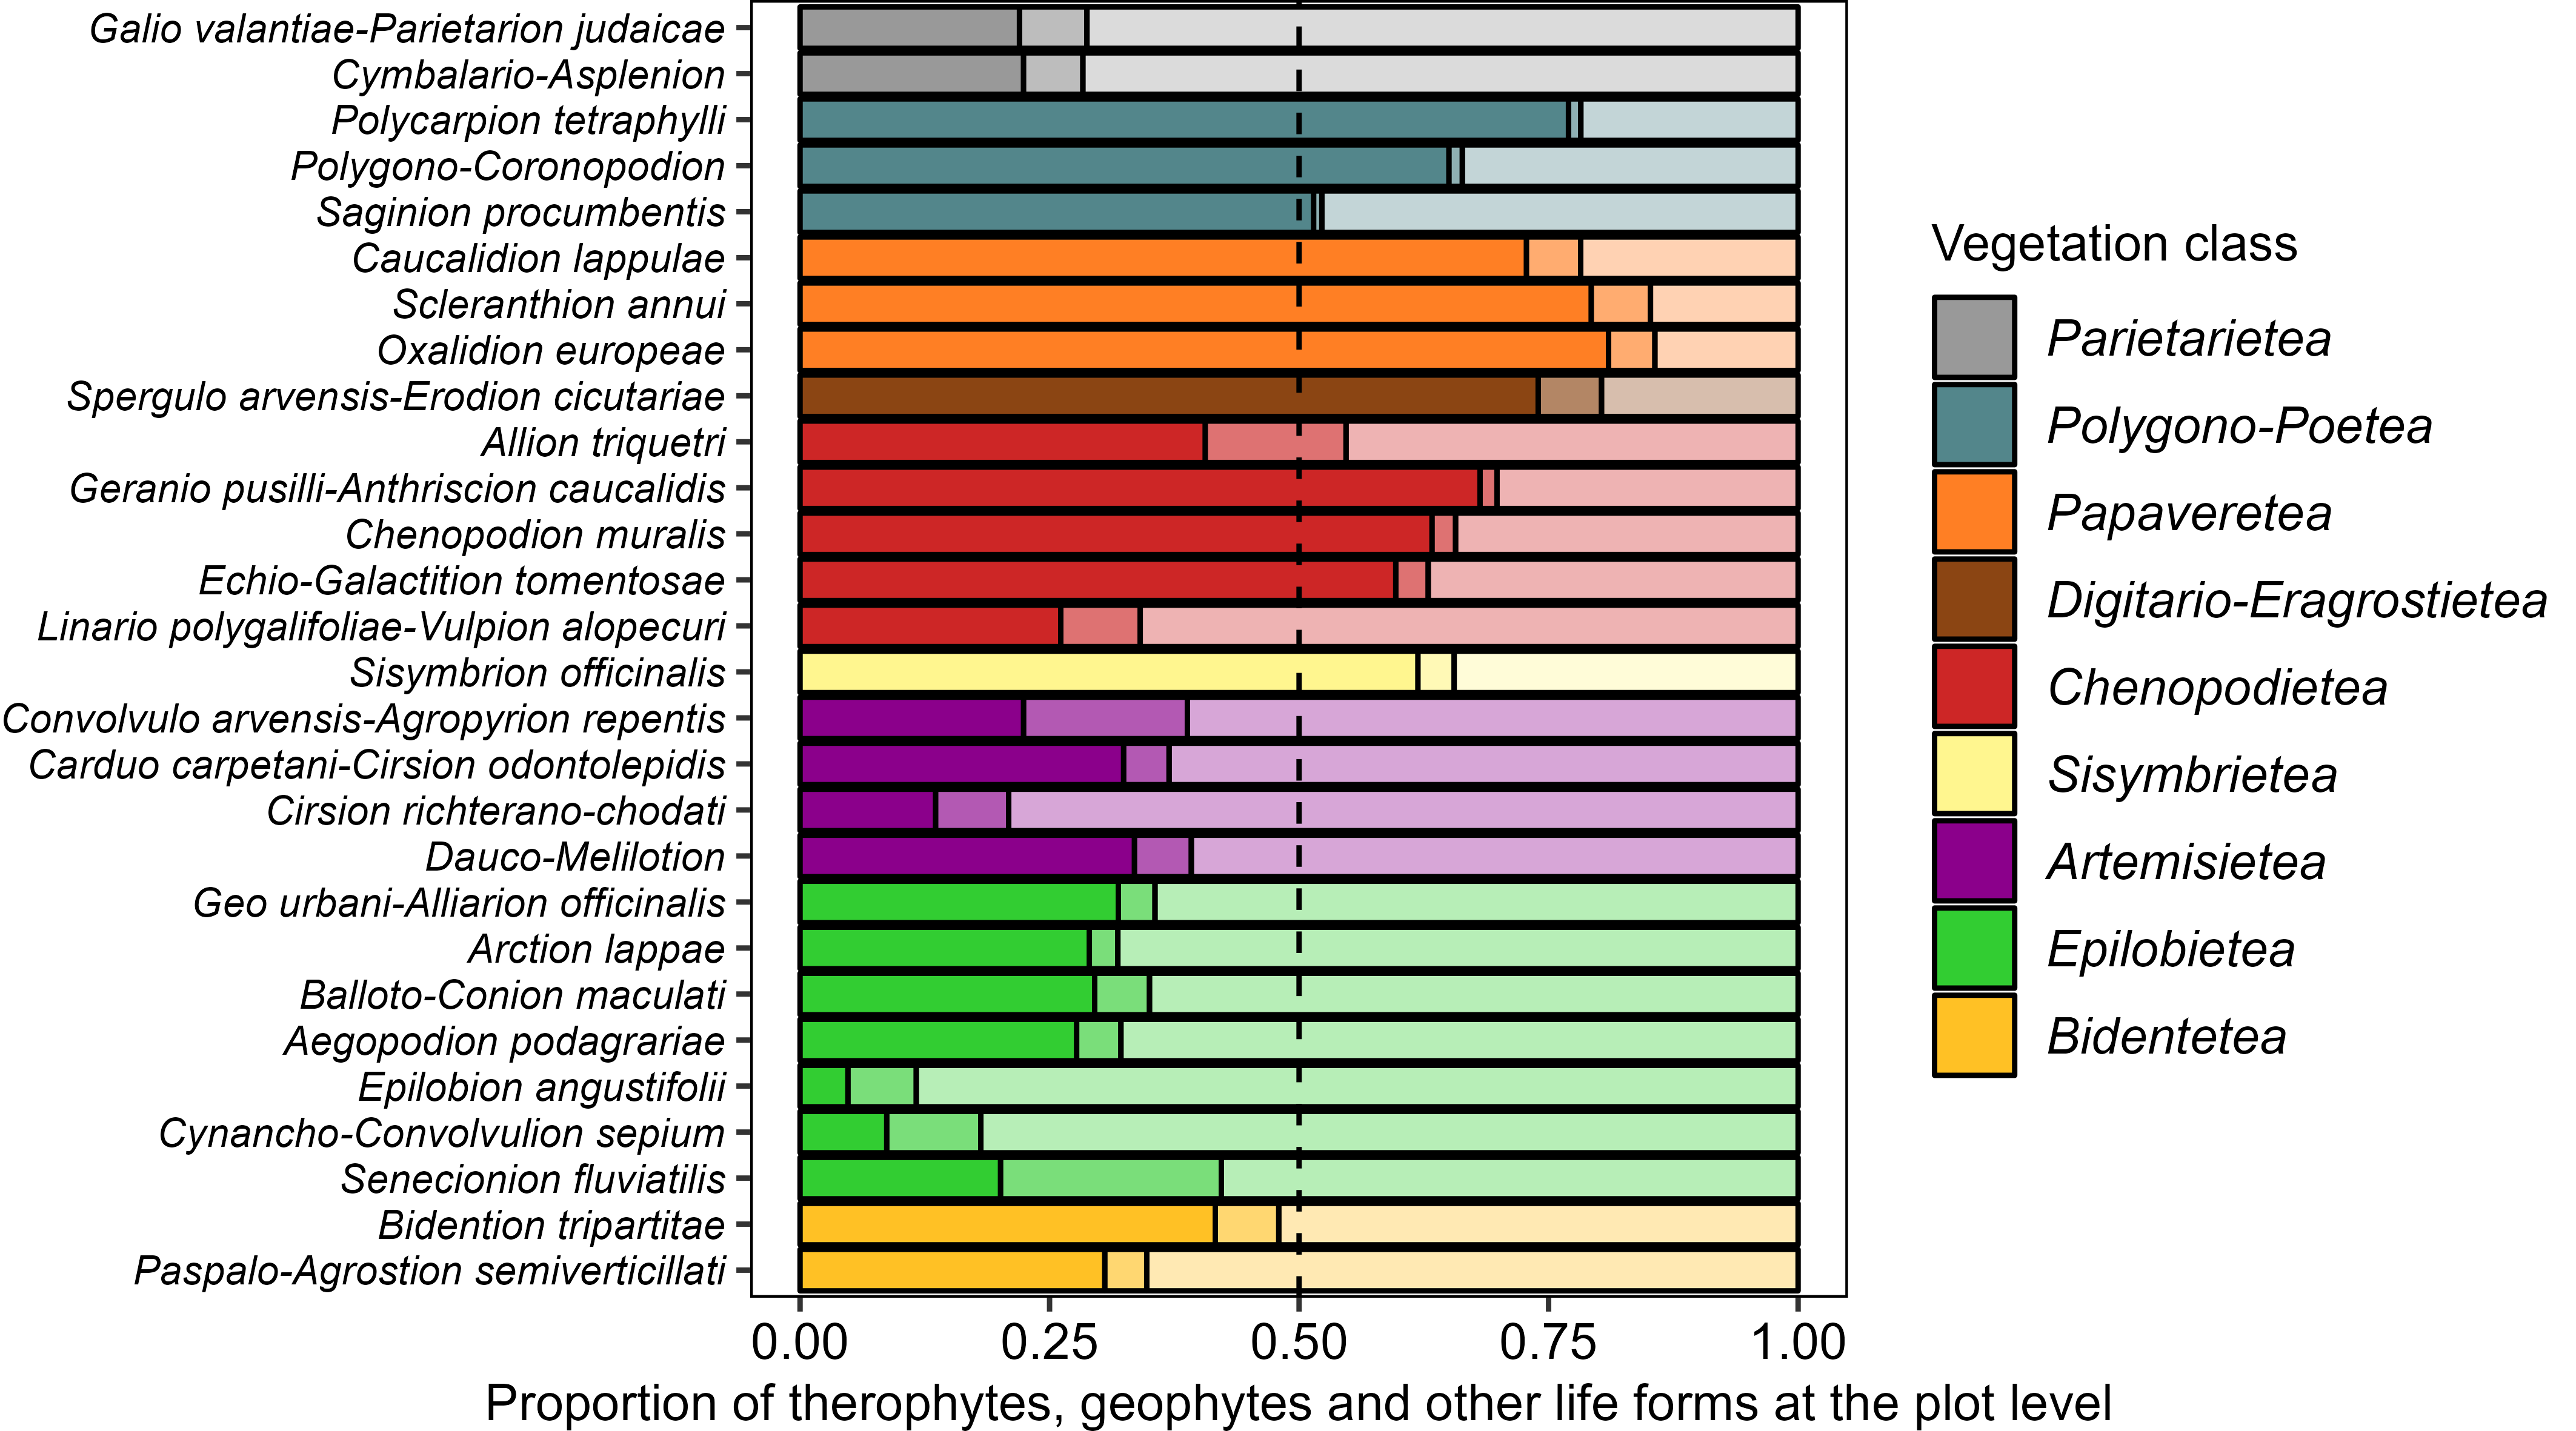 Galio valantiae-Parietarion judaicae
Cymbalario-Asplenion
Polycarpion tetraphylli
Polygono-Coronopodion
Saginion procumbentis
Caucalidion lappulae
Scleranthion annui
Oxalidion europeae
Spergulo arvensis-Erodion cicutariae
Allion triquetri
Geranio pusilli-Anthriscion caucalidis
Chenopodion muralis
Echio-Galactition tomentosae
Linario polygalifoliae-Vulpion alopecuri
Sisymbrion officinalis
Convolvulo arvensis-Agropyrion repentis
Carduo carpetani-Cirsion odontolepidis
Cirsion richterano-chodati
Dauco-Melilotion
Geo urbani-Alliarion officinalis
Arction lappae
Balloto-Conion maculati
Aegopodion podagrariae
Epilobion angustifolii
Cynancho-Convolvulion sepium
Senecionion fluviatilis
Bidention tripartitae
Paspalo-Agrostion semiverticillati
0.00 0.25 0.50 0.75 1.00
Proportion of therophytes, geophytes and other life forms at the plot level
Vegetation class
Parietarietea
Polygono-Poetea
Papaveretea
Digitario-Eragrostietea
Chenopodietea
Sisymbrietea
Artemisietea
Epilobietea
Bidentetea